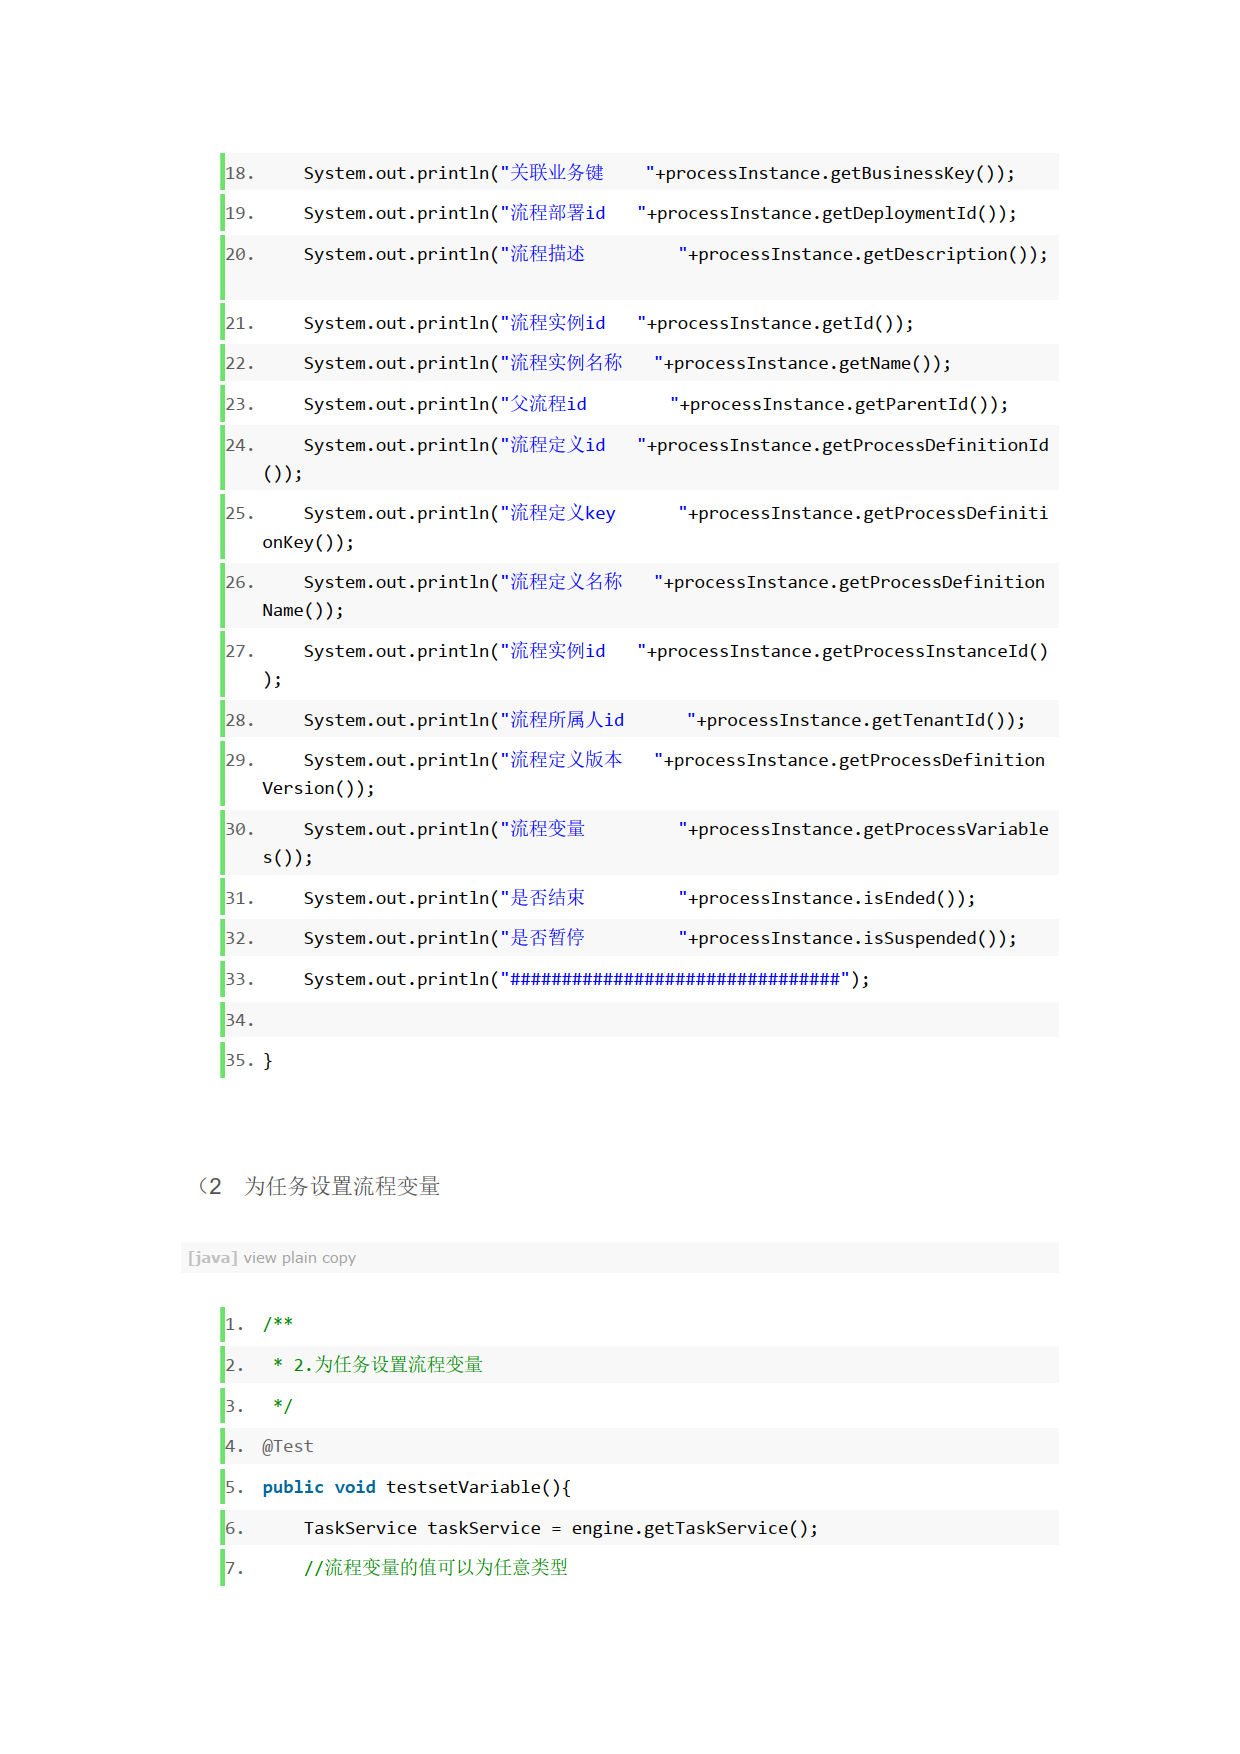 18.     System.out.println("关联业务键    "+processInstance.getBusinessKey());
19.     System.out.println("流程部署id   "+processInstance.getDeploymentId());
20.     System.out.println("流程描述         "+processInstance.getDescription());
21.     System.out.println("流程实例id   "+processInstance.getId());
22.     System.out.println("流程实例名称   "+processInstance.getName());
23.     System.out.println("父流程id        "+processInstance.getParentId());
24.     System.out.println("流程定义id   "+processInstance.getProcessDefinitionId
());
25.     System.out.println("流程定义key      "+processInstance.getProcessDefiniti
onKey());
26.     System.out.println("流程定义名称   "+processInstance.getProcessDefinition
Name());
27.     System.out.println("流程实例id   "+processInstance.getProcessInstanceId()
);
28.     System.out.println("流程所属人id      "+processInstance.getTenantId());
29.     System.out.println("流程定义版本   "+processInstance.getProcessDefinition
Version());
30.     System.out.println("流程变量         "+processInstance.getProcessVariable
s());
31.     System.out.println("是否结束         "+processInstance.isEnded());
32.     System.out.println("是否暂停         "+processInstance.isSuspended());
33.     System.out.println("################################");
34.
35. }
（2　为任务设置流程变量
[java] view plain copy
1. /**
2.  * 2.为任务设置流程变量
3.  */
4. @Test
5. public void testsetVariable(){
6.     TaskService taskService = engine.getTaskService();
7.     //流程变量的值可以为任意类型